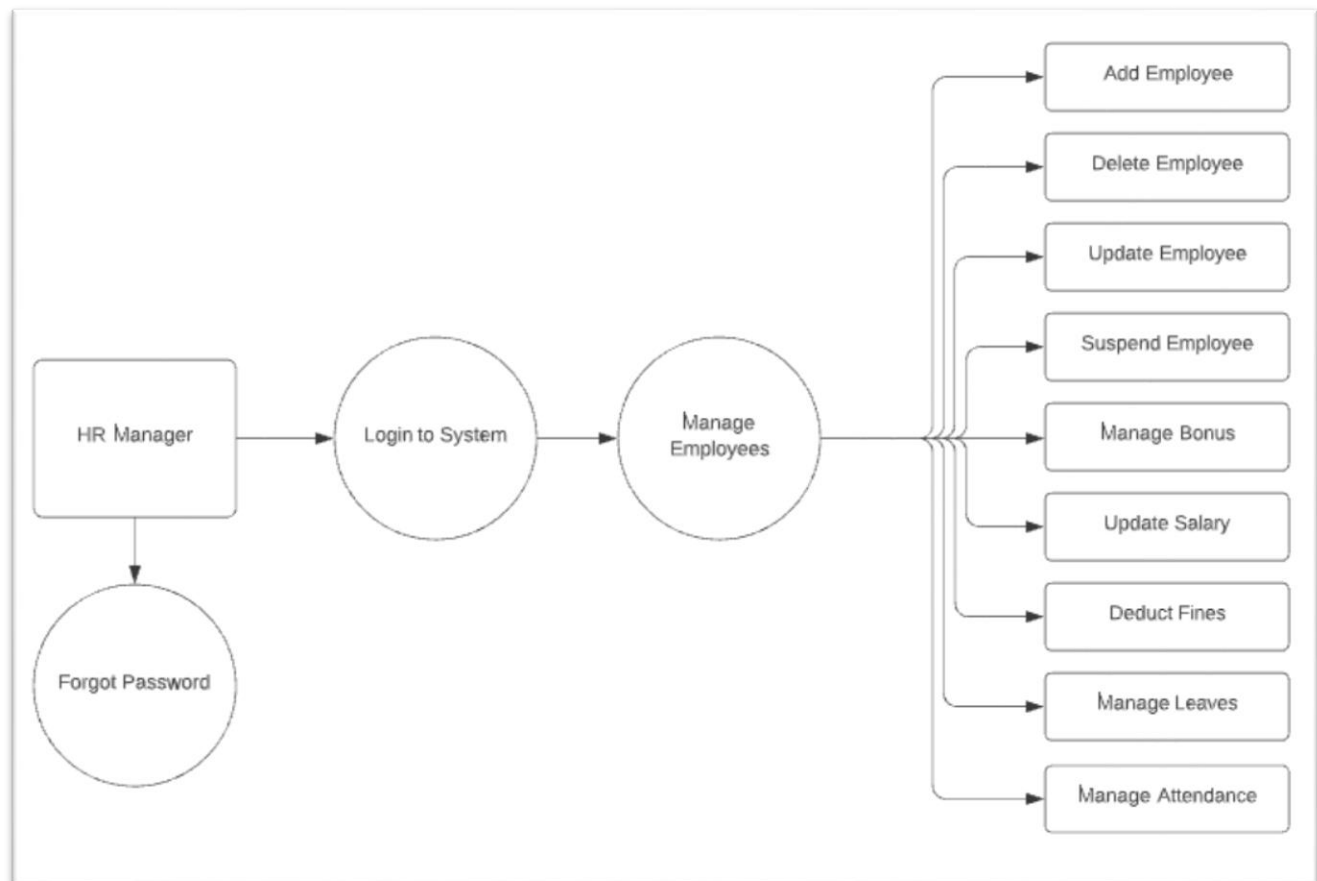 Add Employee
Delete Employee
Update Employee
Suspend Employee
HR Manager
Login to System
Manage
Employees
Manage Bonus
Update Salary
Deduct Fines
Forgot Password
Manage Leaves
Manage Attendance